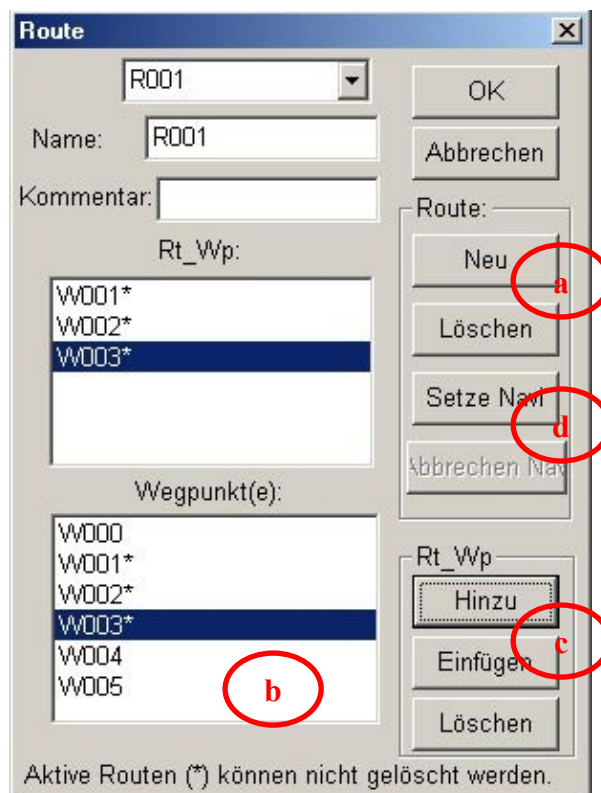 Route
R001
OK
Name: R001
Abbrechen
Kommentar:
Route:
Rt_Wp:
Neu
a
W001*
W002*
W003*
Löschen
Setze Navi
d
Abbrechen Nav
Wegpunkt(e):
W000
W001*
W002*
W003*
W004
W005
b
Rt_Wp
Hinzu
c
Einfügen
Löschen
Aktive Routen (*) können nicht gelöscht werden.